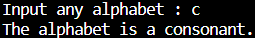 Input any alphabet : c
The alphabet is a consonant.